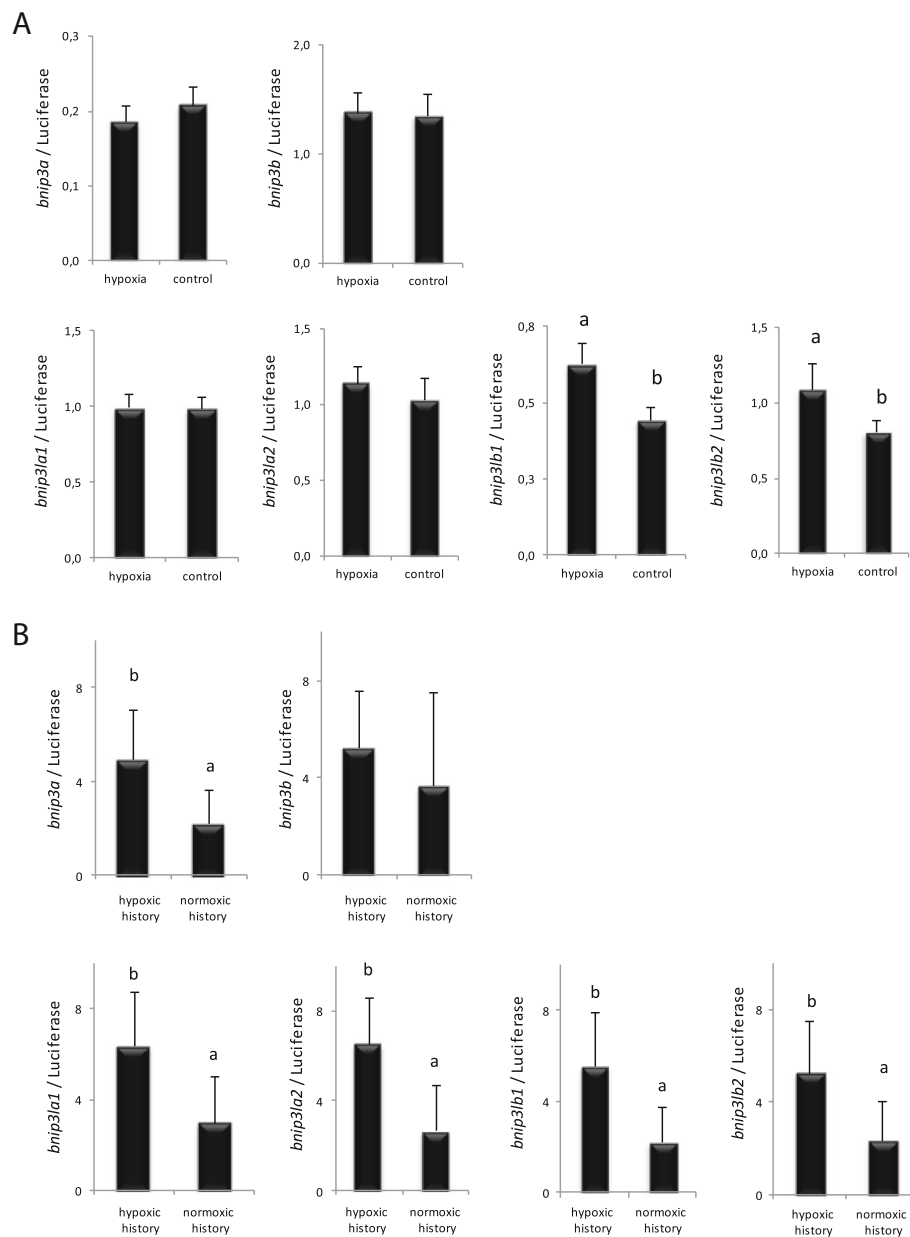 A
0,3
0,2
0,1
0,0
bnip3a / Luciferase
hypoxia control
2,0
1,0
0,0
bnip3b / Luciferase
hypoxia control
1,5
1,0
0,5
0,0
bnip3la1 / Luciferase
hypoxia control
1,5
1,0
0,5
0,0
bnip3la2 / Luciferase
hypoxia control
0,8
0,5
0,3
0,0
bnip3lb1 / Luciferase
a
b
hypoxia control
1,5
1,0
0,5
0,0
bnip3lb2 / Luciferase
a
b
hypoxia control
B
8
4
0
bnip3a / Luciferase
b
a
hypoxic normoxic
history history
8
4
0
bnip3b / Luciferase
hypoxic normoxic
history history
8
4
0
bnip3la1 / Luciferase
b
a
hypoxic normoxic
history history
8
4
0
bnip3la2 / Luciferase
b
a
hypoxic normoxic
history history
8
4
0
bnip3lb1 / Luciferase
b
a
hypoxic normoxic
history history
8
4
0
bnip3lb2 / Luciferase
b
a
hypoxic normoxic
history history